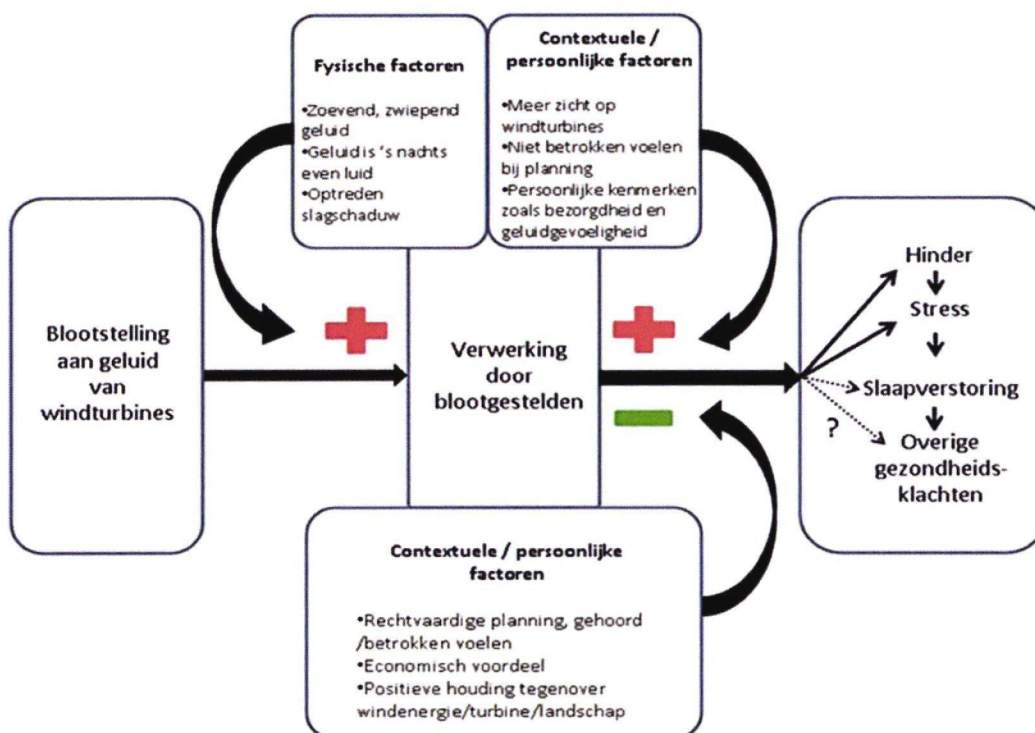 Fysische factoren
•Zoevend, zwiepend
geluid
•Geluid is 's nachts
even luid
•Optreden
slagschaduw
Contextuele /
persoonlijke factoren
•Meer zicht op
windturbines
•Niet betrokken voelen
bij planning
•Persoonlijke kenmerken
zoals bezorgdheid en
geluidgevoeligheid
Blootstelling
aan geluid
van
windturbines
Verwerking
door
blootgestelden
Hinder
Stress
Slaapverstoring
?
Overige
gezondheids-
klachten
Contextuele / persoonlijke
factoren
•Rechtvaardige planning, gehoord
/betrokken voelen
•Economisch voordeel
•Positieve houding tegenover
windenergie/turbine/landschap